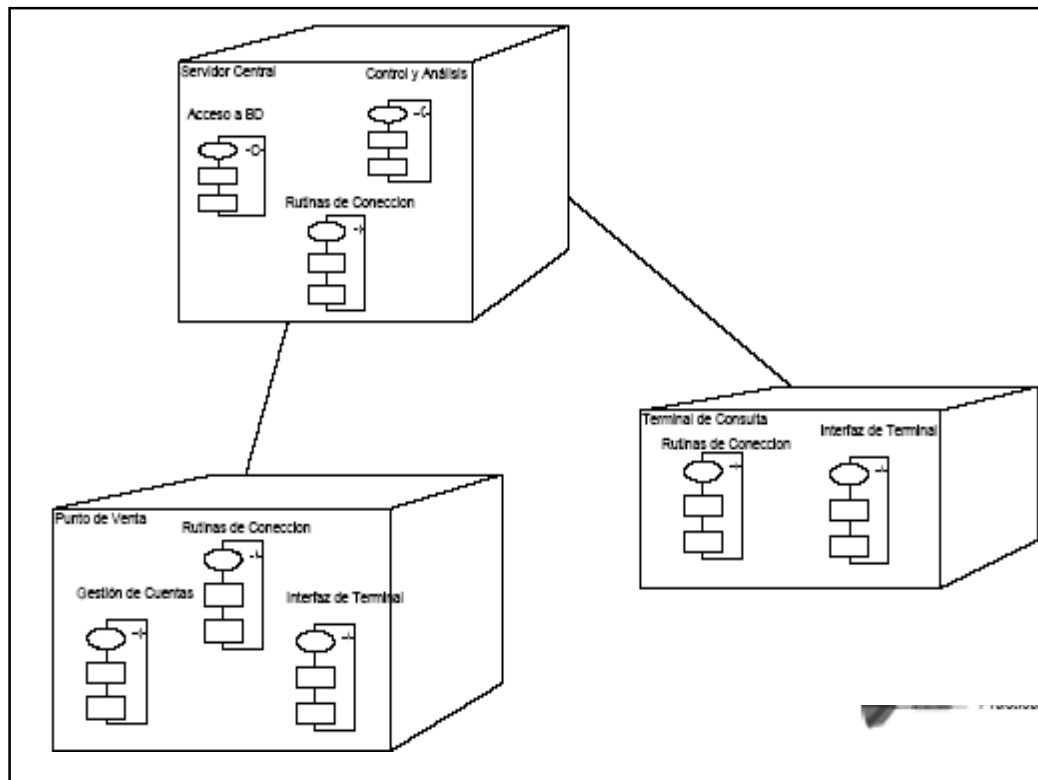 Servidor Central
Control y Análisis
Acceso a BD
Rutinas de Coneccion
Terminal de Consulta
Rutinas de Coneccion
Interfaz de Terminal
Punto de Venta
Rutinas de Coneccion
Gestión de Cuentas
Interfaz de Terminal